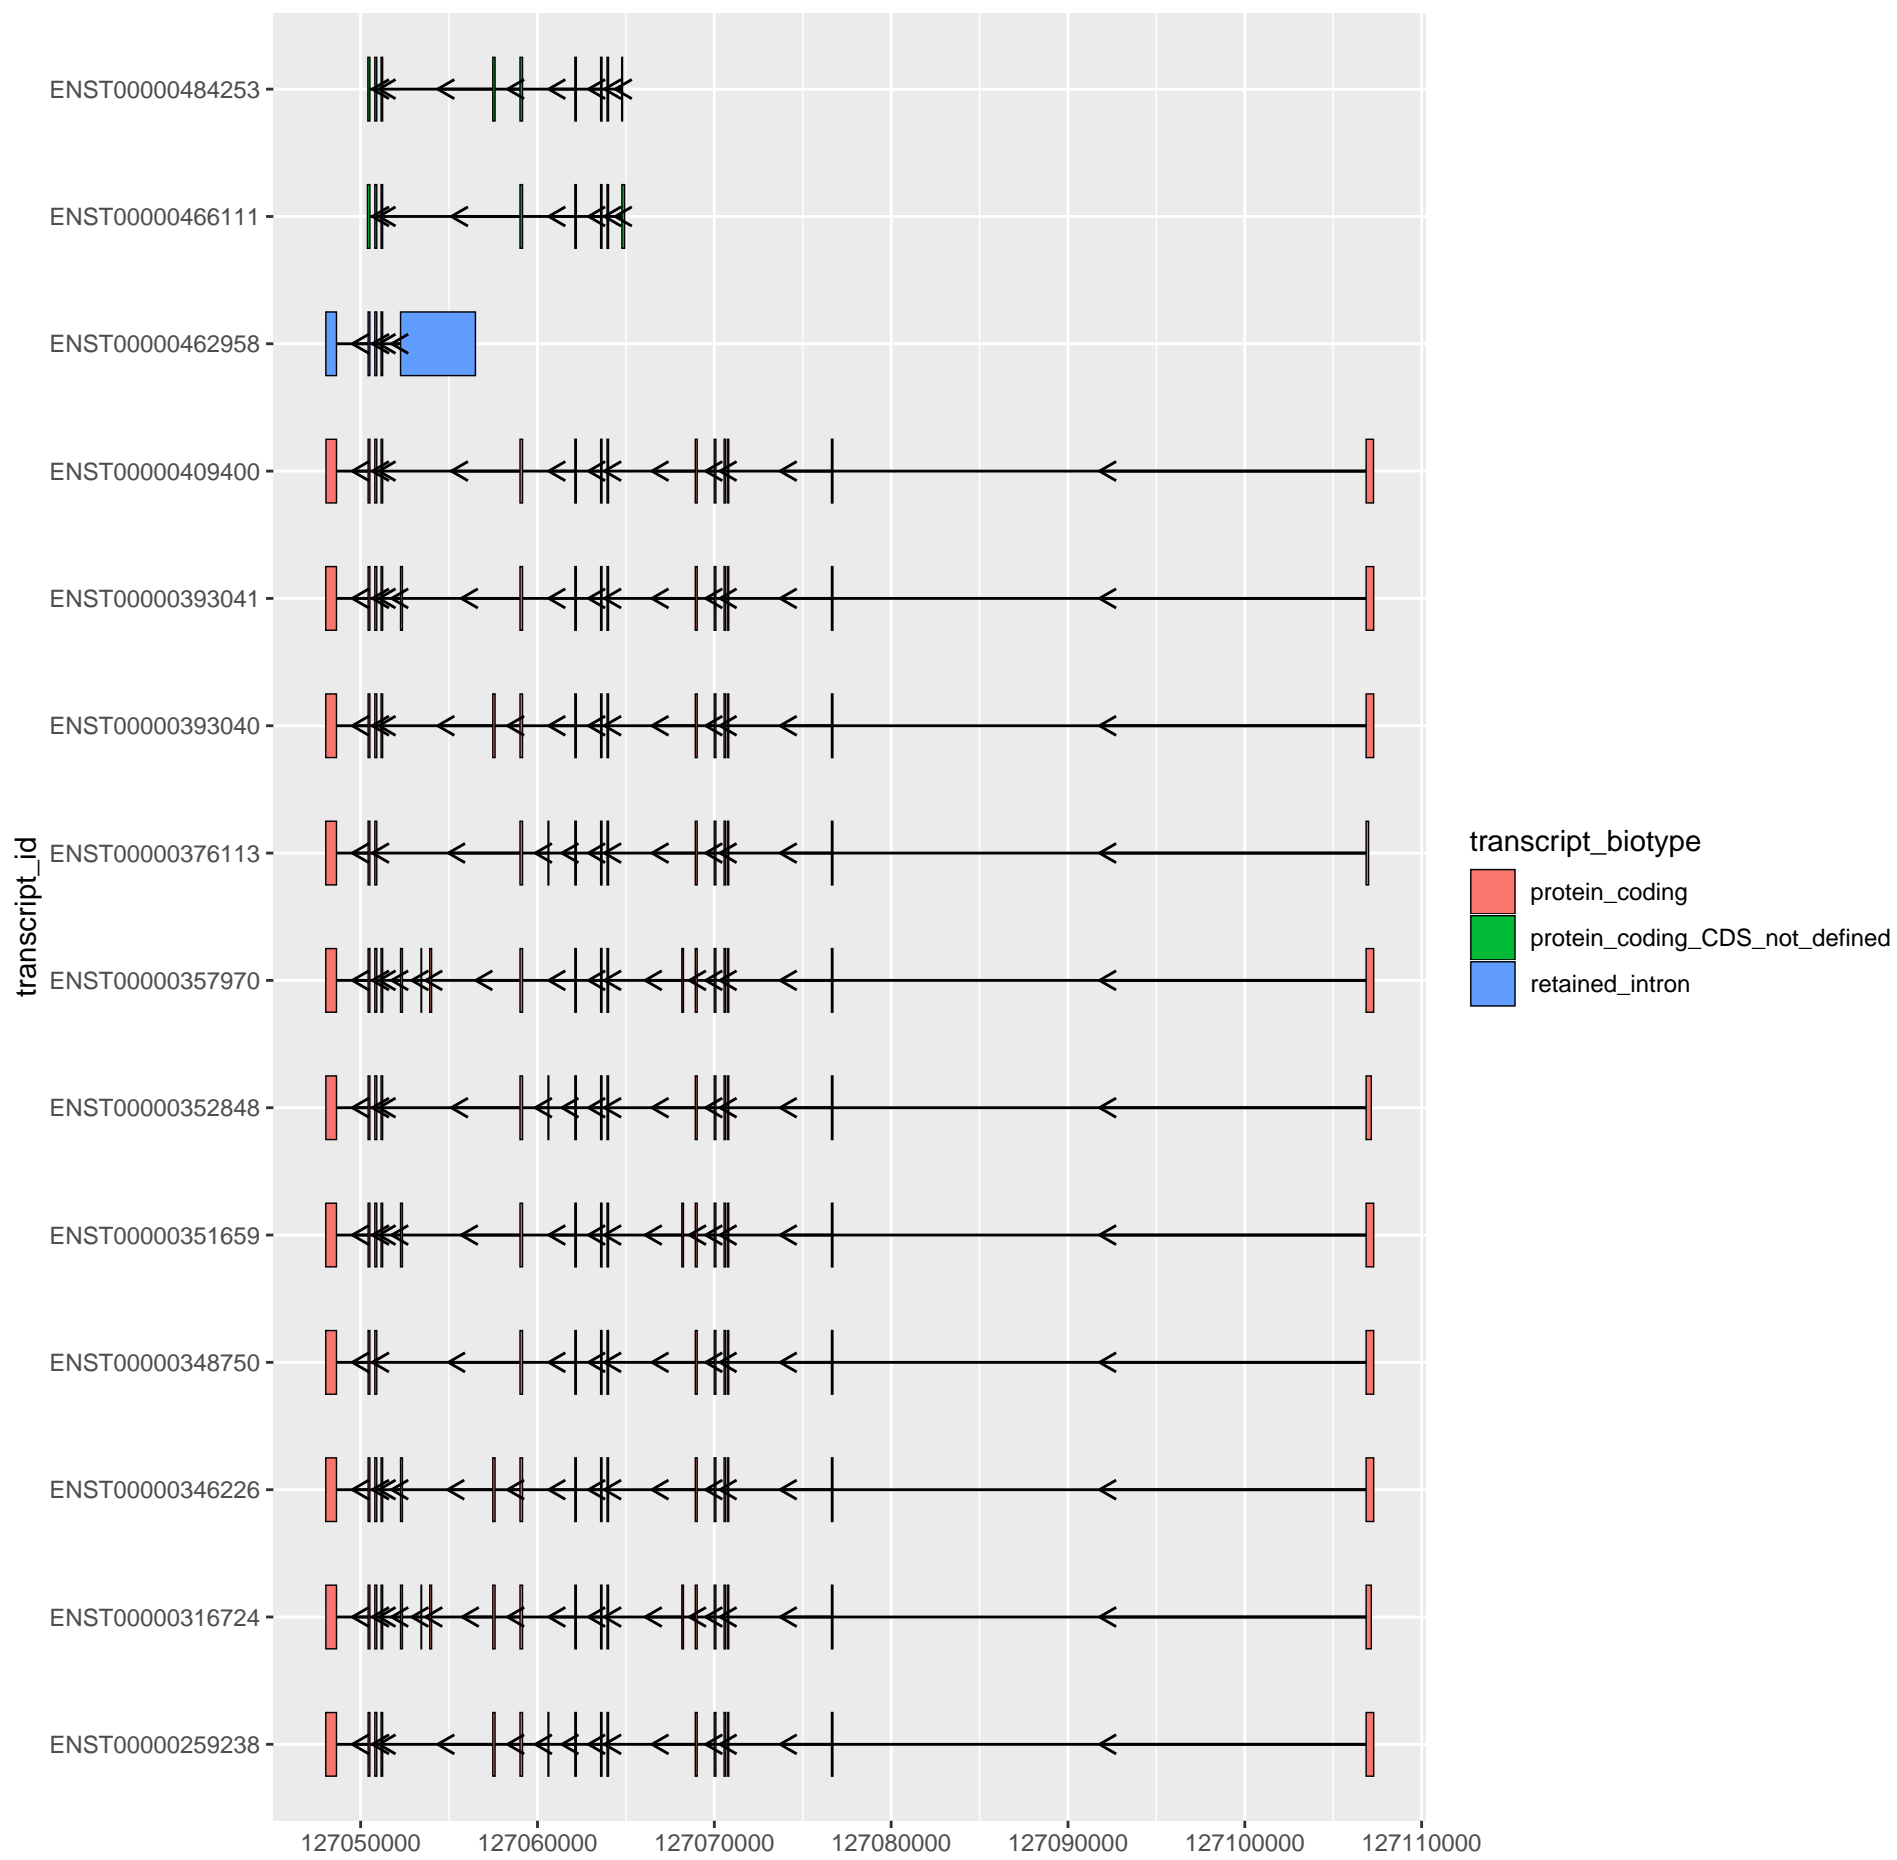 ENST00000484253
ENST00000466111
ENST00000462958
ENST00000409400
ENST00000393041
ENST00000393040
ENST00000376113
ENST00000357970
ENST00000352848
ENST00000351659
ENST00000348750
ENST00000346226
ENST00000316724
ENST00000259238
transcript_id
127050000
127060000
127070000
127080000
127090000
127100000
127110000
transcript_biotype
protein_coding
protein_coding_CDS_not_defined
retained_intron